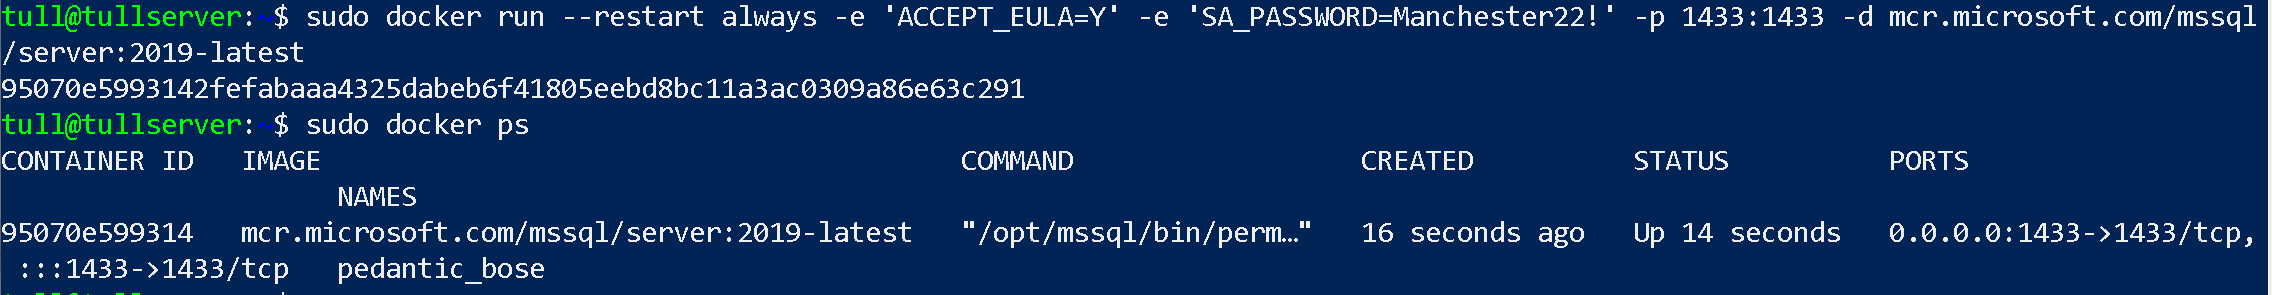 tull@tullserver:~$ sudo docker run --restart always -e 'ACCEPT_EULA=Y' -e 'SA_PASSWORD=Manchester22!' -p 1433:1433 -d mcr.microsoft.com/mssql
/server:2019-latest
95070e5993142fefabaaa4325dabeb6f41805eebd8bc11a3ac0309a86e63c291
tull@tullserver:~$ sudo docker ps
CONTAINER ID   IMAGE                                        COMMAND                  CREATED          STATUS          PORTS
                     NAMES
95070e599314   mcr.microsoft.com/mssql/server:2019-latest   "/opt/mssql/bin/perm…"   16 seconds ago   Up 14 seconds   0.0.0.0:1433->1433/tcp,
 :::1433->1433/tcp   pedantic_bose